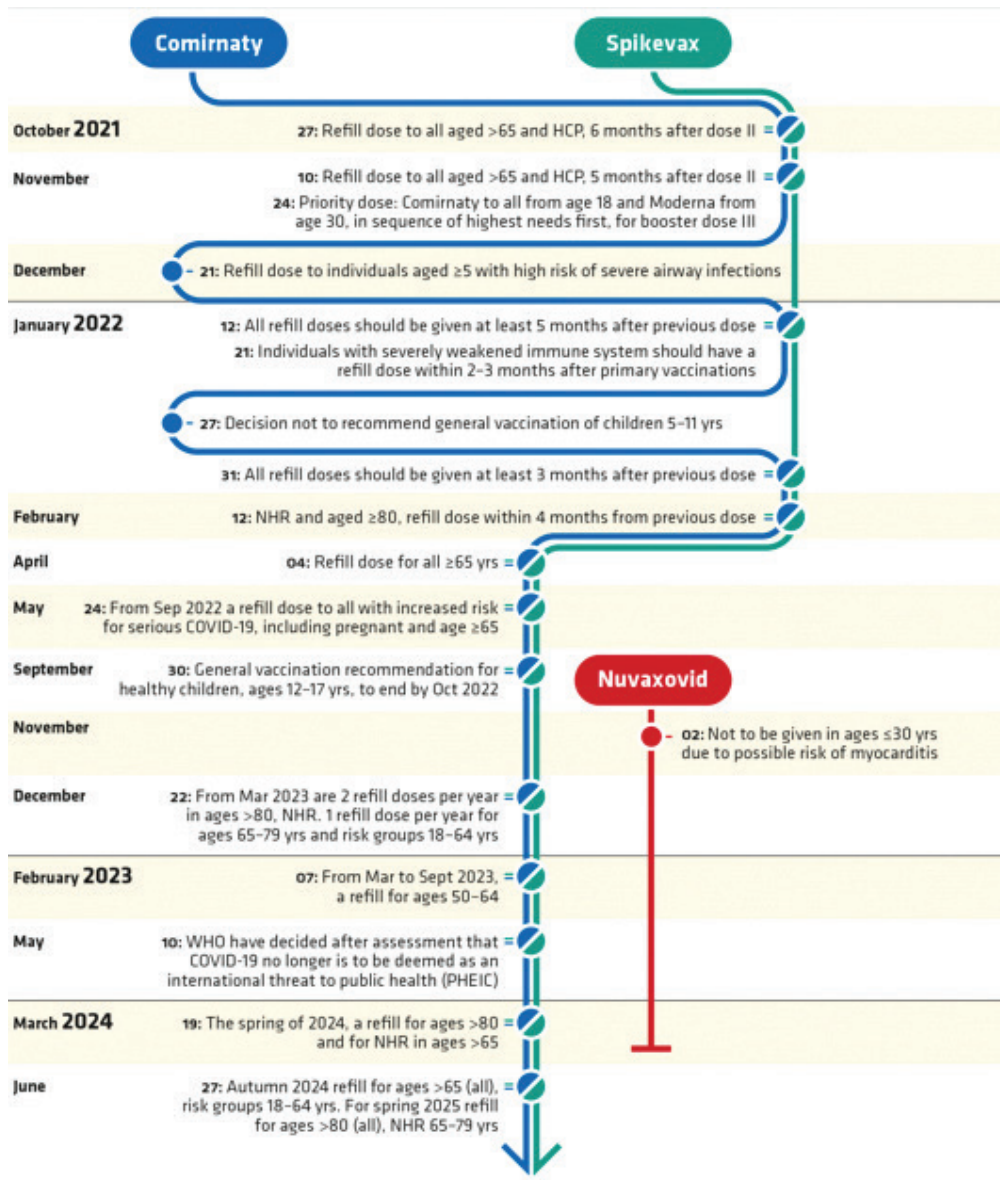 Comirnaty
Spikevax
October 2021
27: Refill dose to all aged >65 and HCP, 6 months after dose II
November
10: Refill dose to all aged >65 and HCP, 5 months after dose II
24: Priority dose: Comirnaty to all from age 18 and Moderna from
age 30, in sequence of highest needs first, for booster dose III
December
21: Refill dose to individuals aged ≥5 with high risk of severe airway infections
January 2022
12: All refill doses should be given at least 5 months after previous dose
21: Individuals with severely weakened immune system should have a
refill dose within 2–3 months after primary vaccinations
27: Decision not to recommend general vaccination of children 5–11 yrs
31: All refill doses should be given at least 3 months after previous dose
February
12: NHR and aged ≥80, refill dose within 4 months from previous dose
April
04: Refill dose for all ≥65 yrs
May
24: From Sep 2022 a refill dose to all with increased risk
for serious COVID-19, including pregnant and age ≥65
September
30: General vaccination recommendation for
healthy children, ages 12–17 yrs, to end by Oct 2022
Nuvaxovid
November
02: Not to be given in ages ≤30 yrs
due to possible risk of myocarditis
December
22: From Mar 2023 are 2 refill doses per year
in ages >80, NHR. 1 refill dose per year for
ages 65–79 yrs and risk groups 18–64 yrs
February 2023
07: From Mar to Sept 2023,
a refill for ages 50–64
May
10: WHO have decided after assessment that
COVID-19 no longer is to be deemed as an
international threat to public health (PHEIC)
March 2024
19: The spring of 2024, a refill for ages >80
and for NHR in ages >65
June
27: Autumn 2024 refill for ages >65 (all),
risk groups 18–64 yrs. For spring 2025 refill
for ages >80 (all), NHR 65–79 yrs